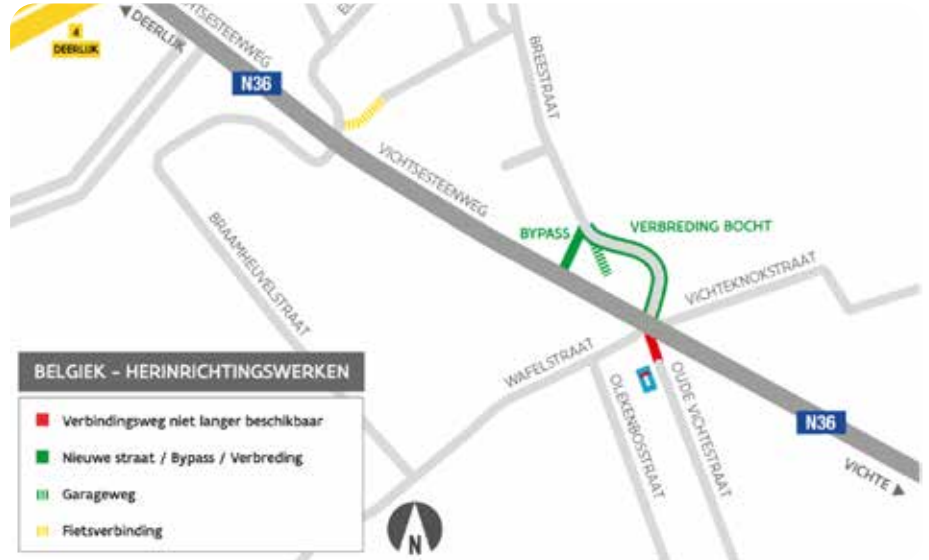 4
DEERLIJK
DEERLIJK
VICHTSESTEENWEG
N36
BREESTRAAT
VICHTSESTEENWEG
BYPASS
VERBREDING BOCHT
VICHTEKNOKSTRAAT
BRAAMHEUVELSTRAAT
WAFELSTRAAT
OLEKENBOSSTRAAT
OUDE VICHTESTRAAT
N36
VICHTE
BELGIEK - HERINRICHTINGSWERKEN
Verbindingsweg niet langer beschikbaar
Nieuwe straat / Bypass / Verbreding
Garageweg
Fietsverbinding
N